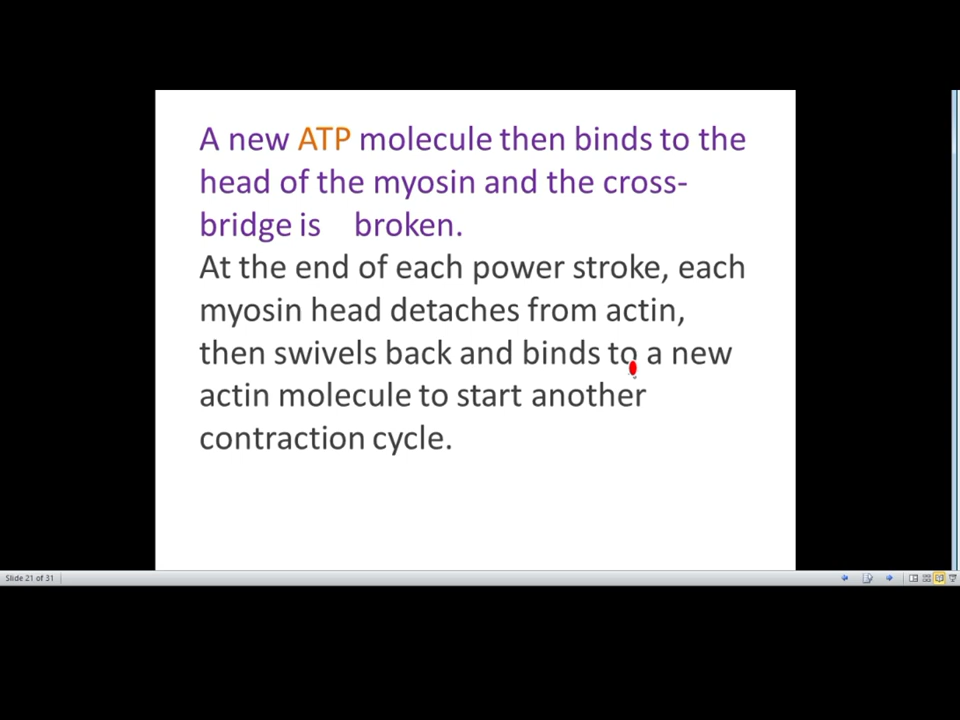 A new ATP molecule then binds to the
head of the myosin and the cross-
bridge is broken.
At the end of each power stroke, each
myosin head detaches from actin,
then swivels back and binds to a new
actin molecule to start another
contraction cycle.
Slide 21 of 31